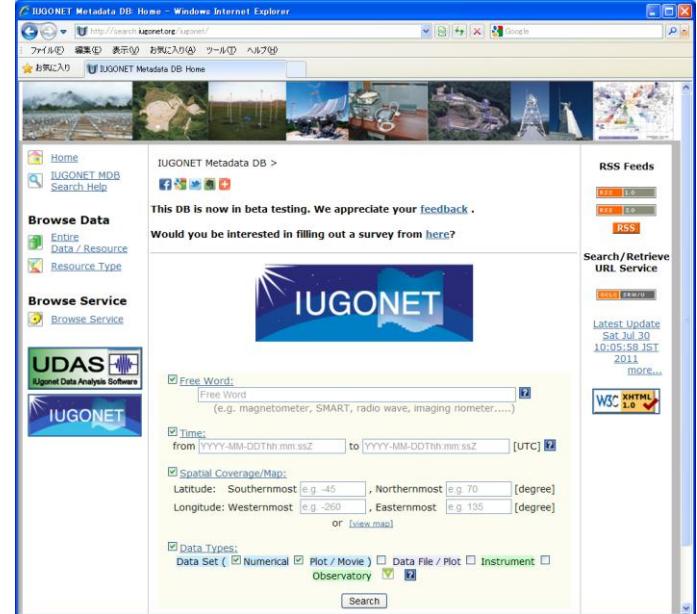 IUGONET Metadata DB: Home - Windows Internet Explorer
http://search.iugonet.org/iugonet/
Google
ファイル(F) 編集(E) 表示(V) お気に入り(A) ツール(T) ヘルプ(H)
お気に入り IUGONET Metadata DB: Home
Home
IUGONET MDB
Search Help
Browse Data
Entire
Data / Resource
Resource Type
Browse Service
Browse Service
UDAS
IUgonet Data Analysis Software
IUGONET
IUGONET Metadata DB >
This DB is now in beta testing. We appreciate your feedback .
Would you be interested in filling out a survey from here?
IUGONET
Free Word:
Free Word
(e.g. magnetometer, SMART, radio wave, imaging riometer.....)
Time:
from YYYY-MM-DDThh:mm:ssZ to YYYY-MM-DDThh:mm:ssZ [UTC]
Spatial Coverage/Map:
Latitude: Southernmost e.g. -45 , Northernmost e.g. 70 [degree]
Longitude: Westernmost e.g. -260 , Easternmost e.g. 135 [degree]
or [view map]
Data Types:
Data Set ( Numerical Plot / Movie ) Data File / Plot Instrument
Observatory
Search
RSS Feeds
RSS 1.0
RSS 2.0
RSS
Search/Retrieve
URL Service
SRW/U
Latest Update
Sat Jul 30
10:05:58 JST
2011
more...
W3C XHTML 1.0